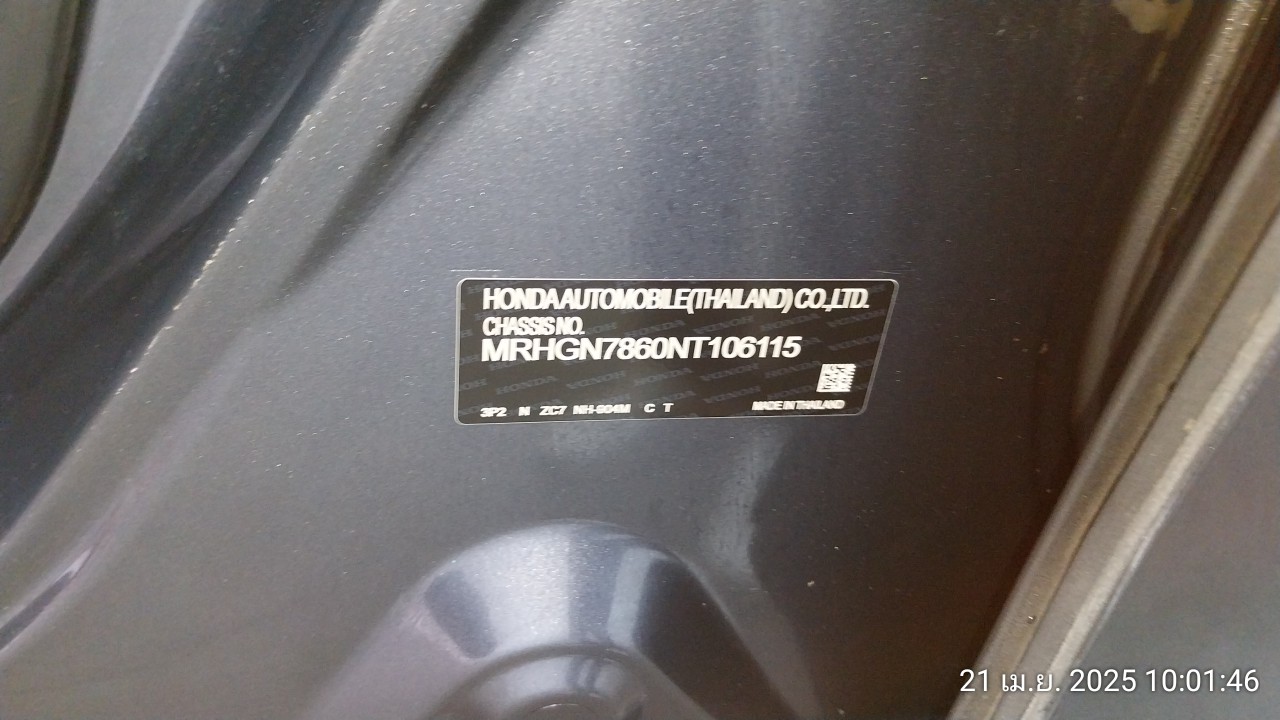 HONDA AUTOMOBILE(THAILAND) CO.,LTD.
CHASSIS NO.
MRHGN7860NT106115
3P2 N ZC7 NH-904M C T
MADE IN THAILAND
21 เม.ย. 2025 10:01:46